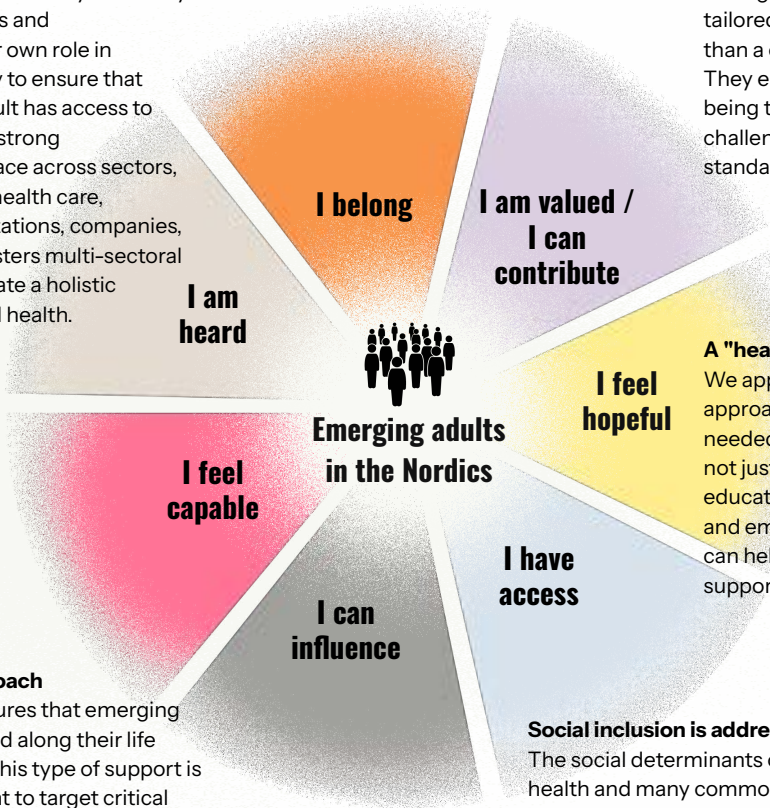 s and
r own role in
y to ensure that
ult has access to
strong
ace across sectors,
health care,
ations, companies,
sters multi-sectoral
ate a holistic
l health.
tailored
than a
They e
being t
challen
standa
I belong
I am valued /
I can
contribute
I am
heard
I feel
hopeful
Emerging adults
in the Nordics
I feel
capable
I have
access
I can
influence
A "hea
We app
approa
needed
not jus
educat
and em
can hel
suppor
oach
ures that emerging
d along their life
his type of support is
t to target critical
Social inclusion is addre
The social determinants
health and many commo